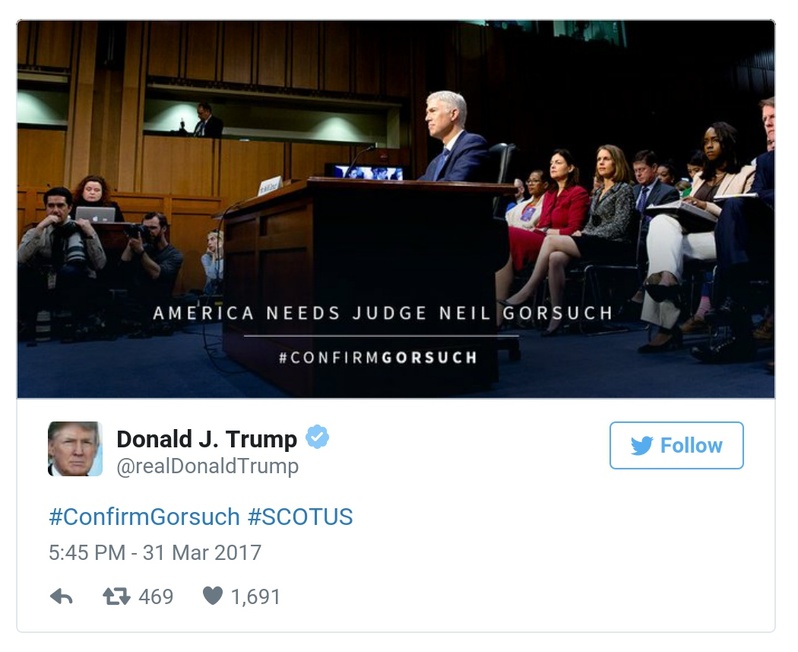 AMERICA NEEDS JUDGE NEIL GORSUCH
#CONFIRMGORSUCH
Donald J. Trump
@realDonaldTrump
Follow
#ConfirmGorsuch #SCOTUS
5:45 PM - 31 Mar 2017
469 1,691